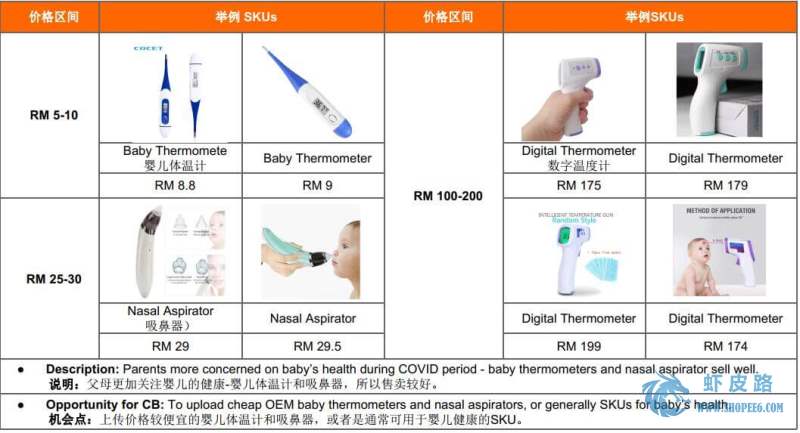 价格区间
举例 SKUs
价格区间
举例SKUs
RM 5-10
COCET
Baby Thermomete
婴儿体温计
Baby Thermometer
RM 8.8
RM 9
RM 100-200
Digital Thermometer
数字温度计
Digital Thermometer
RM 175
RM 179
RM 25-30
Nasal Aspirator
吸鼻器）
Nasal Aspirator
RM 29
RM 29.5
INTELLIGENT TEMPERATURE GUN
Random Style
METHOD OF APPLICATION
Digital Thermometer
Digital Thermometer
RM 199
RM 174
● Description: Parents more concerned on baby's health during COVID period - baby thermometers and nasal aspirator sell well.
说明：父母更加关注婴儿的健康-婴儿体温计和吸鼻器，所以售卖较好。
● Opportunity for CB: To upload cheap OEM baby thermometers and nasal aspirators, or generally SKUs for baby's health.
机会点：上传价格较便宜的婴儿体温计和吸鼻器，或者是通常可用于婴儿健康的SKU。
虾皮路
WWW.SHOPEE6.COM